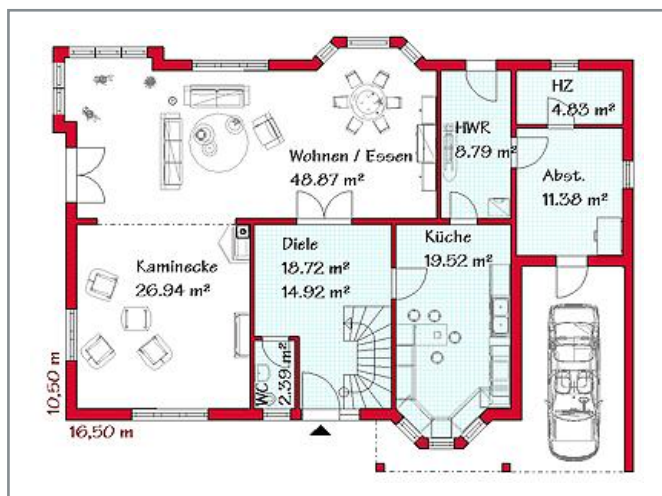 HZ
4.83 m²
HWR
8.79 m²
Wohnen / Essen
48.87 m²
Abst.
11.38 m²
Kaminecke
26.94 m²
Diele
18.72 m²
14.92 m²
Küche
19.52 m²
WC
2.39 m²
10,50 m
16,50 m